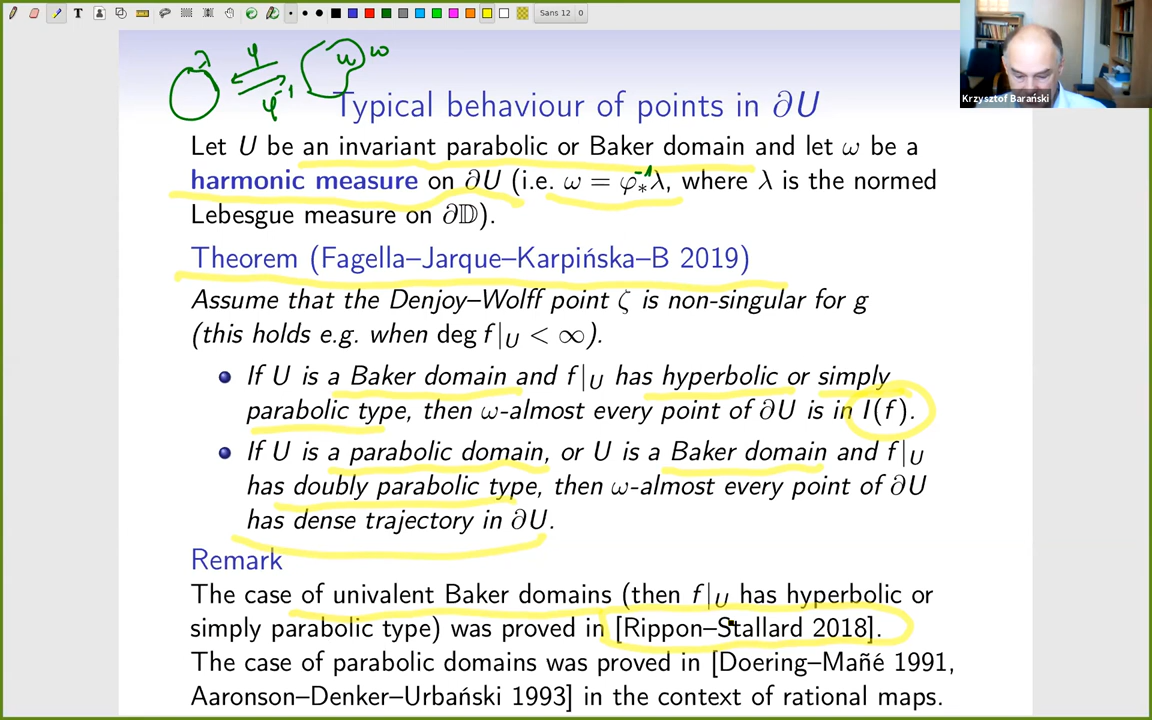 Sans 12 0
Krzysztof Barański
λ φ U ω
φ⁻¹
Typical behaviour of points in ∂U
Let U be an invariant parabolic or Baker domain and let ω be a
harmonic measure on ∂U (i.e. ω = φ⁻¹∗λ, where λ is the normed
Lebesgue measure on ∂𝔻).
Theorem (Fagella–Jarque–Karpińska–B 2019)
Assume that the Denjoy–Wolff point ζ is non-singular for g
(this holds e.g. when deg f|U < ∞).
• If U is a Baker domain and f|U has hyperbolic or simply
parabolic type, then ω-almost every point of ∂U is in I(f).
• If U is a parabolic domain, or U is a Baker domain and f|U
has doubly parabolic type, then ω-almost every point of ∂U
has dense trajectory in ∂U.
Remark
The case of univalent Baker domains (then f|U has hyperbolic or
simply parabolic type) was proved in [Rippon–Stallard 2018].
The case of parabolic domains was proved in [Doering–Mañé 1991,
Aaronson–Denker–Urbański 1993] in the context of rational maps.